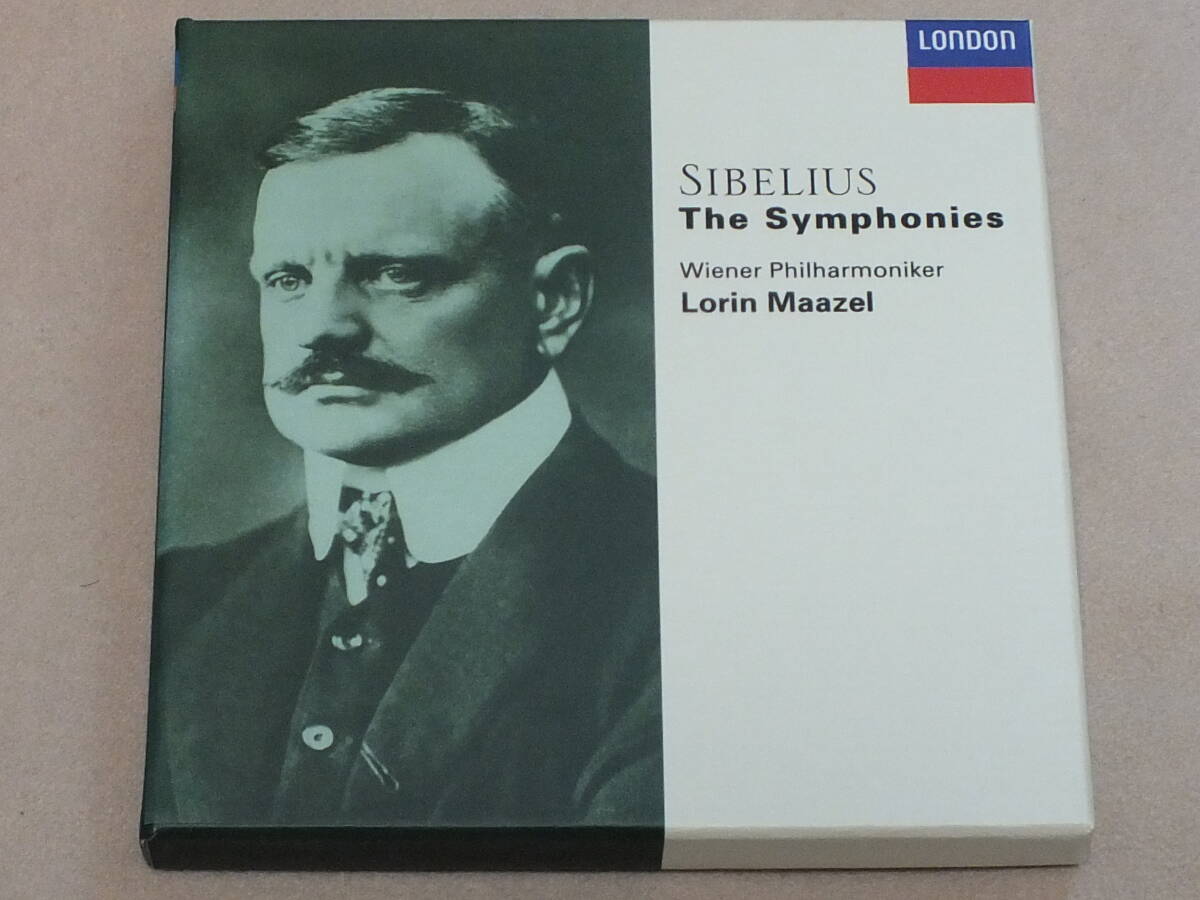 LONDON
SIBELIUS
The Symphonies
Wiener Philharmoniker
Lorin Maazel